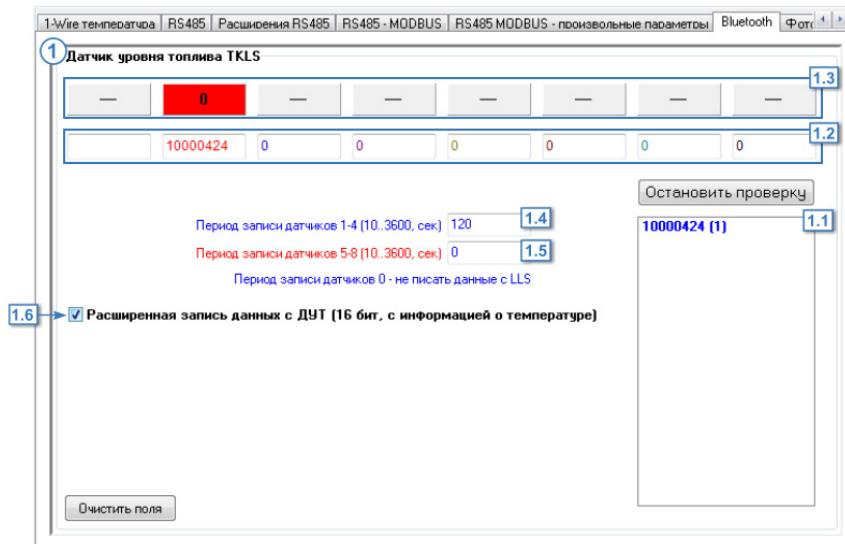 1-Wire температура RS485 Расширения RS485 RS485 - MODBUS RS485 MODBUS - произвольные параметры Bluetooth
1 Датчик уровня топлива TKLS
1.3
— 0 — — — — — —
1.2
10000424 0 0 0 0 0 0
Остановить проверку
Период записи датчиков 1-4 (10..3600, сек) 120 1.4
10000424 (1) 1.1
Период записи датчиков 5-8 (10..3600, сек) 0 1.5
Период записи датчиков 0 - не писать данные с LLS
1.6 Расширенная запись данных с ДУТ (16 бит, с информацией о температуре)
Очистить поля